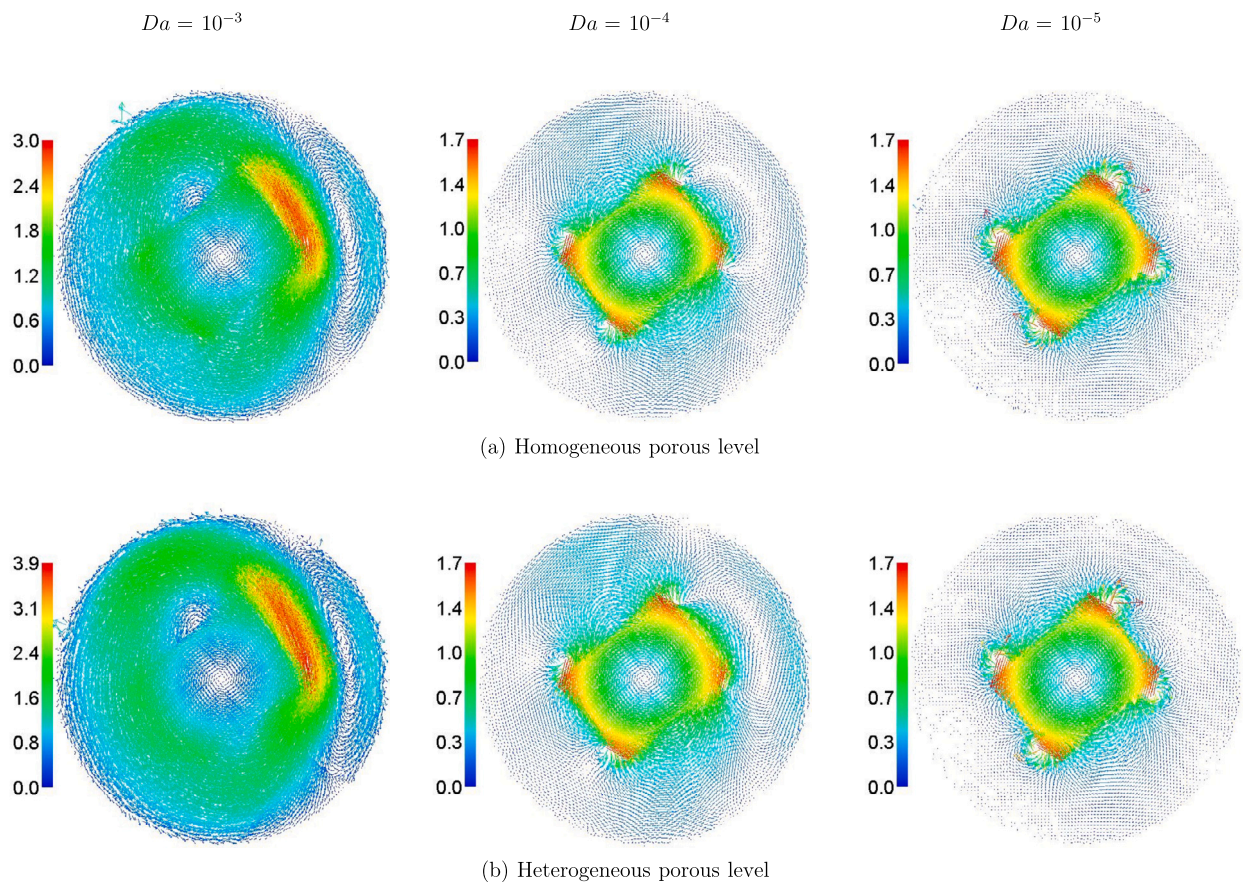 Da = 10⁻³ Da = 10⁻⁴ Da = 10⁻⁵
3.0 1.7 1.7
2.4 1.4 1.4
1.8 1.0 1.0
1.2 0.7 0.7
0.6 0.3 0.3
0.0 0.0 0.0
(a) Homogeneous porous level
3.9 1.7 1.7
3.1 1.4 1.4
2.4 1.0 1.0
1.6 0.7 0.7
0.8 0.3 0.3
0.0 0.0 0.0
(b) Heterogeneous porous level